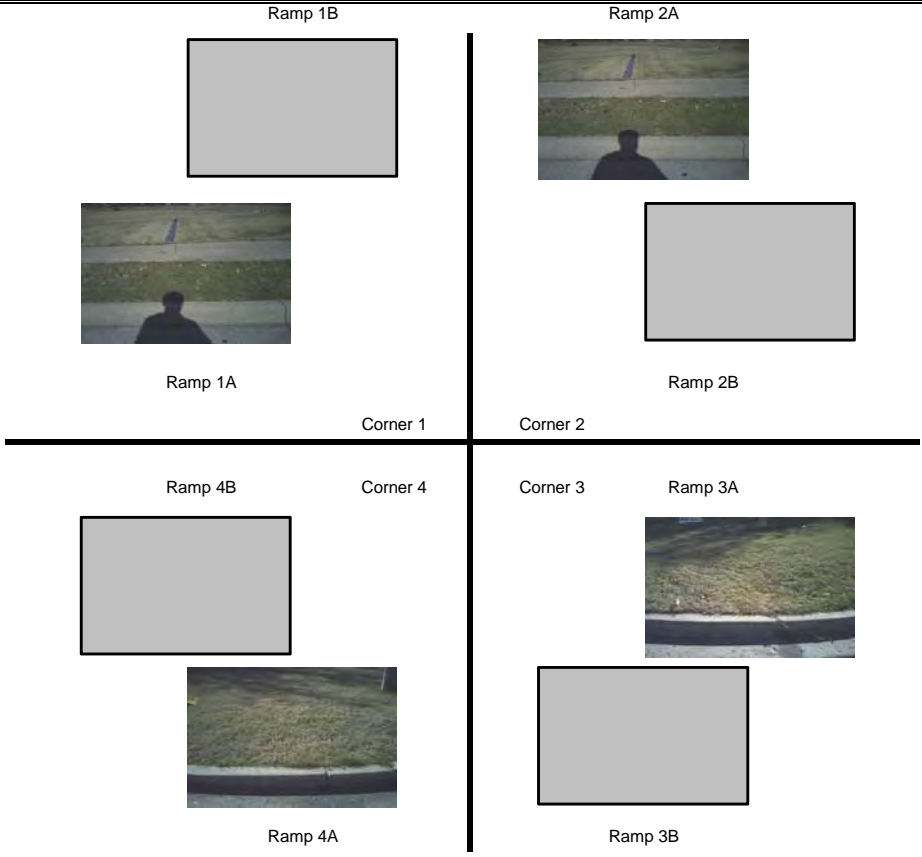 Ramp 1B Ramp 2A
Ramp 1A Ramp 2B
Corner 1 Corner 2
Ramp 4B Corner 4 Corner 3 Ramp 3A
Ramp 4A Ramp 3B